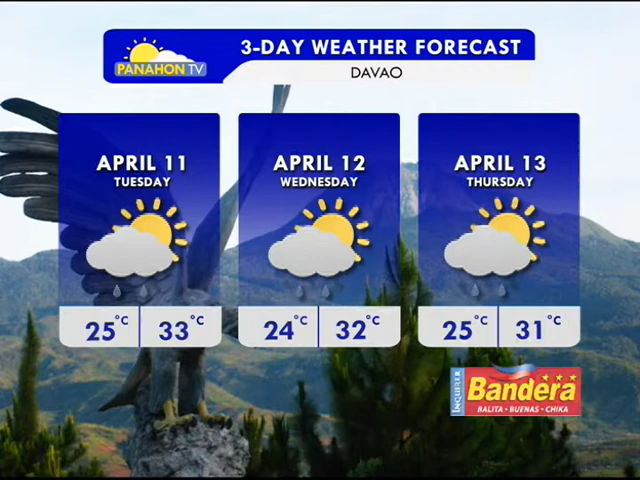 3-DAY WEATHER FORECAST
PANAHON TV
DAVAO
APRIL 11
TUESDAY
25°C 33°C
APRIL 12
WEDNESDAY
24°C 32°C
APRIL 13
THURSDAY
25°C 31°C
INQUIRER
Bandera
BALITA • BUENAS • CHIKA